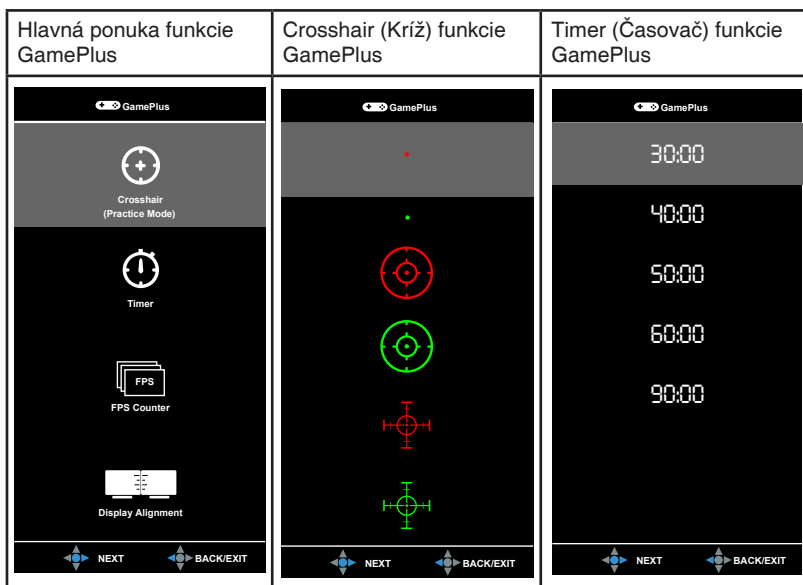 Hlavná ponuka funkcie
GamePlus
Crosshair (Kríž) funkcie
GamePlus
Timer (Časovač) funkcie
GamePlus
GamePlus
Crosshair
(Practice Mode)
Timer
FPS
FPS Counter
Display Alignment
NEXT BACK/EXIT
GamePlus
NEXT BACK/EXIT
GamePlus
30:00
40:00
50:00
60:00
90:00
NEXT BACK/EXIT